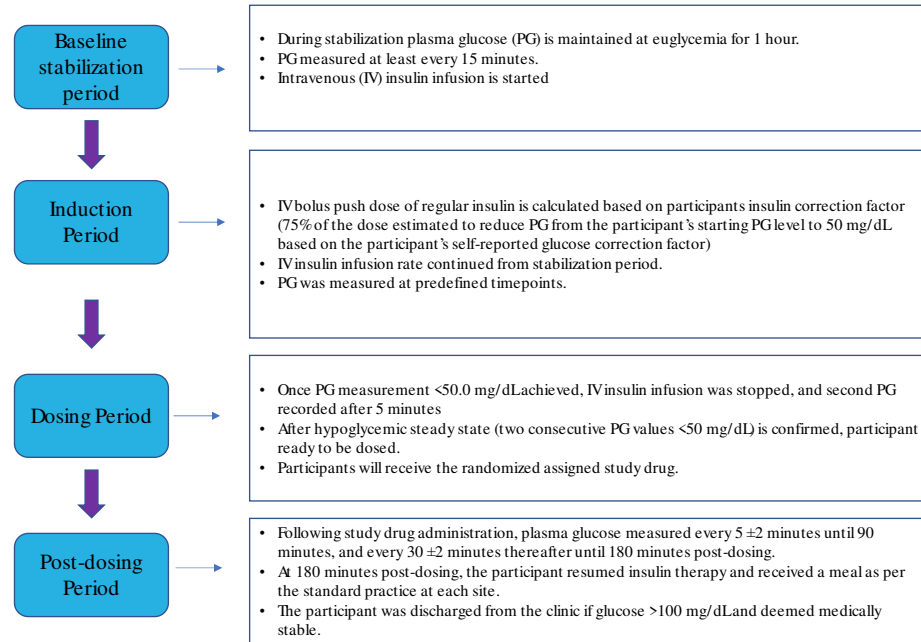 Baseline
stabilization
period
• During stabilization plasma glucose (PG) is maintained at euglycemia for 1 hour.
• PG measured at least every 15 minutes.
• Intravenous (IV) insulin infusion is started
Induction
Period
• IV bolus push dose of regular insulin is calculated based on participants insulin correction factor
(75% of the dose estimated to reduce PG from the participant's starting PG level to 50 mg/dL
based on the participant's self-reported glucose correction factor)
• IV insulin infusion rate continued from stabilization period.
• PG was measured at predefined timepoints.
Dosing Period
• Once PG measurement <50.0 mg/dL achieved, IV insulin infusion was stopped, and second PG
recorded after 5 minutes
• After hypoglycemic steady state (two consecutive PG values <50 mg/dL) is confirmed, participant
ready to be dosed.
• Participants will receive the randomized assigned study drug.
Post-dosing
Period
• Following study drug administration, plasma glucose measured every 5 ±2 minutes until 90
minutes, and every 30 ±2 minutes thereafter until 180 minutes post-dosing.
• At 180 minutes post-dosing, the participant resumed insulin therapy and received a meal as per
the standard practice at each site.
• The participant was discharged from the clinic if glucose >100 mg/dL and deemed medically
stable.